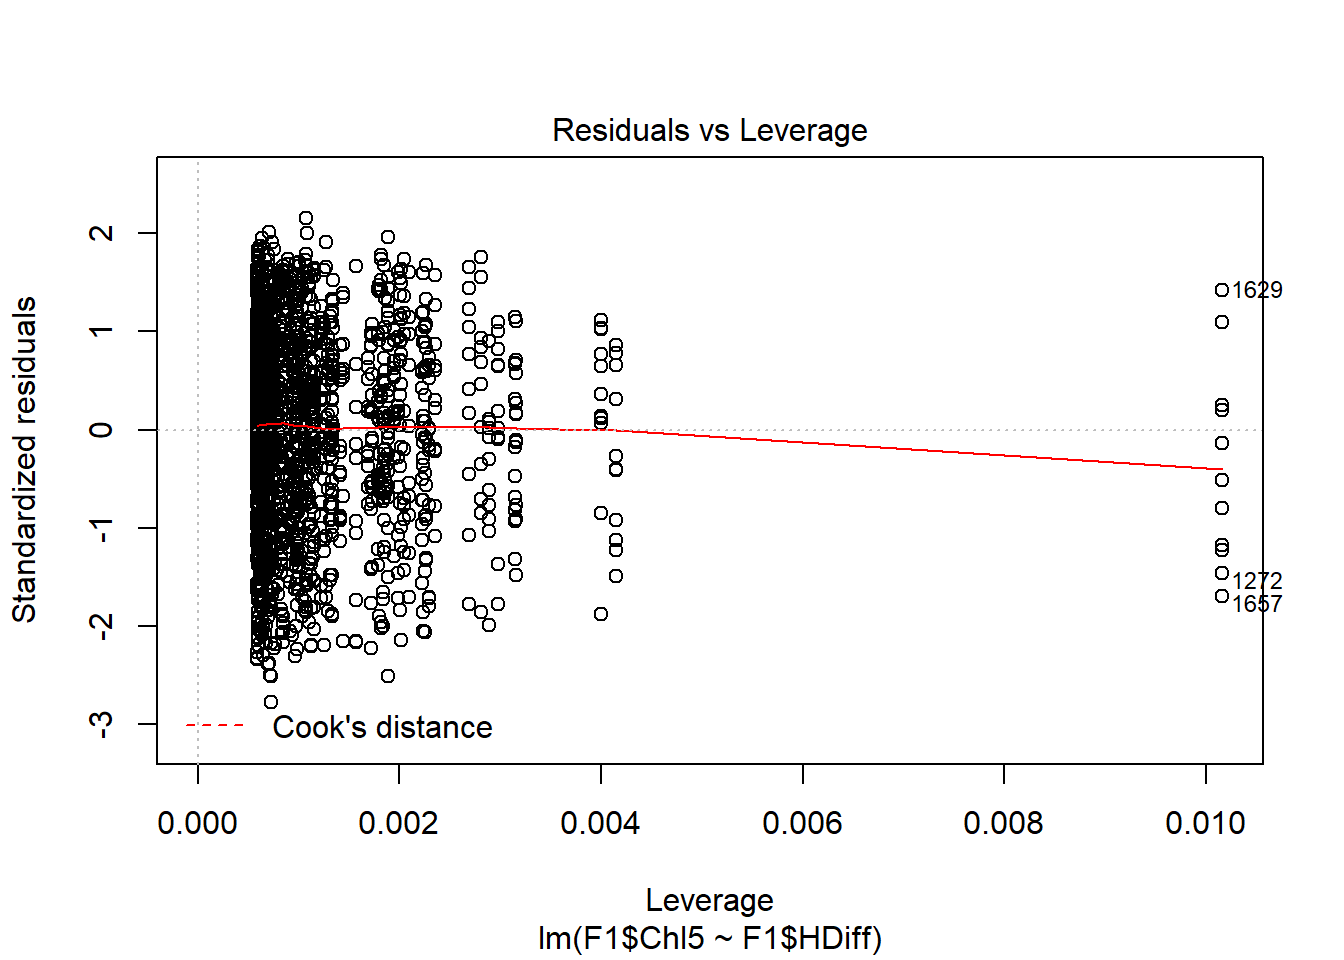 Residuals vs Leverage
Standardized residuals
2
1
0
-1
-2
-3
1629
1272
1657
Cook's distance
0.000 0.002 0.004 0.006 0.008 0.010
Leverage
lm(F1$Chl5 ~ F1$HDiff)